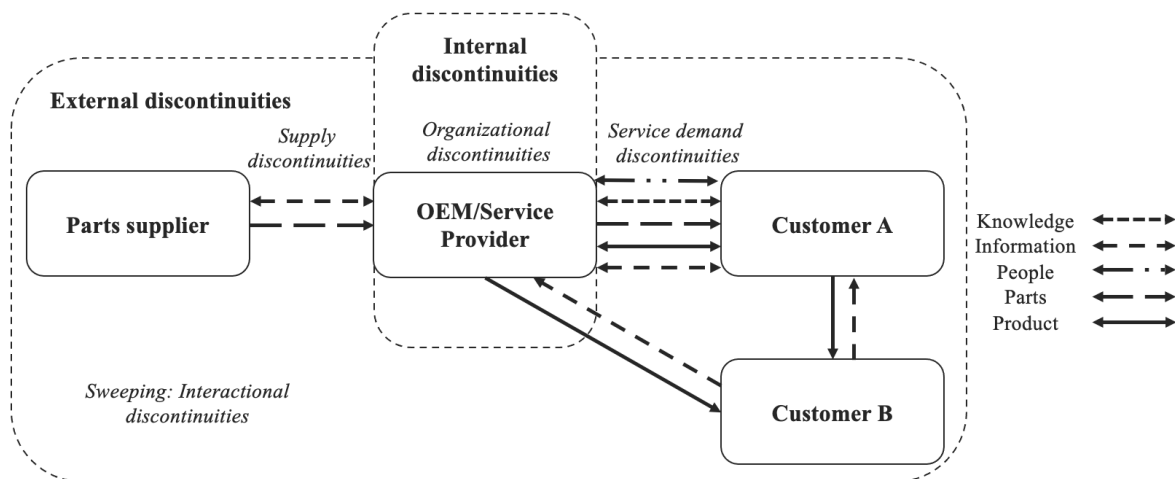 Internal
discontinuities
External discontinuities
Supply
discontinuities
Organizational
discontinuities
Service demand
discontinuities
Parts supplier
OEM/Service
Provider
Customer A
Knowledge
Information
People
Parts
Product
Sweeping: Interactional
discontinuities
Customer B